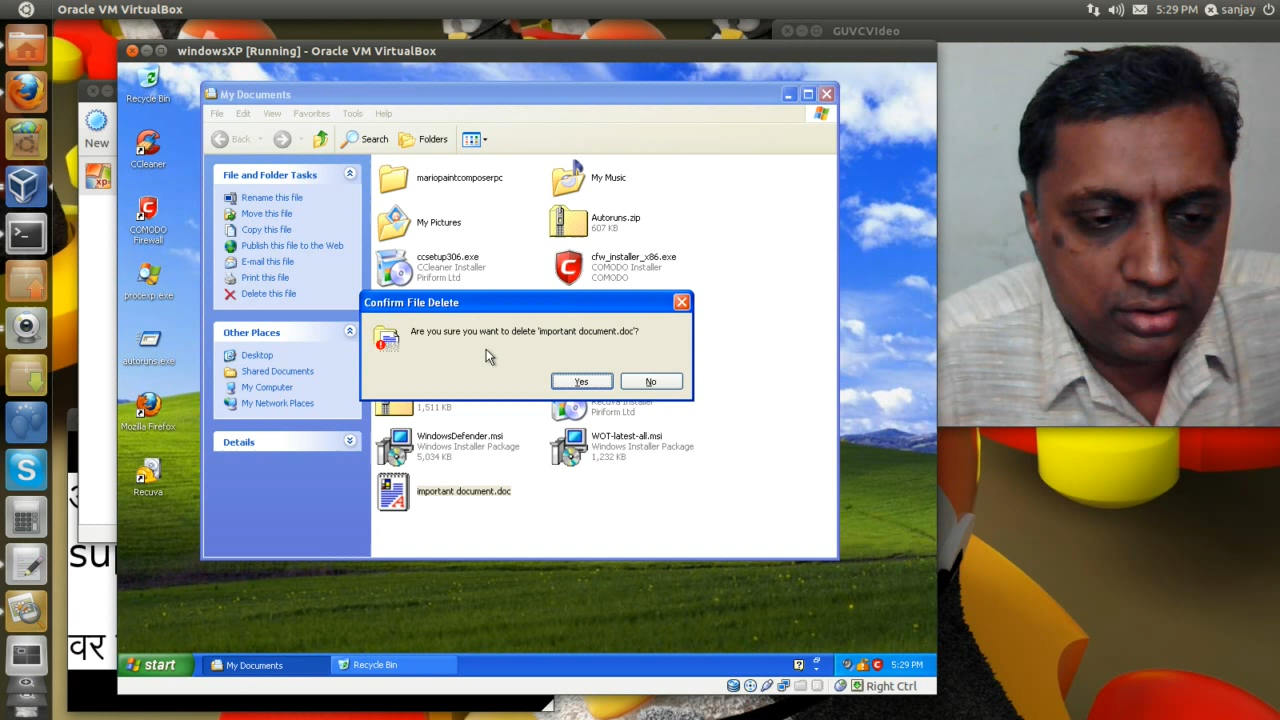 Oracle VM VirtualBox
5:29 PM
sanjay
GUVCVIdeo
windowsXP [Running] - Oracle VM VirtualBox
New
Recycle Bin
CCleaner
COMODO
Firewall
procexp.exe
autoruns.exe
Mozilla Firefox
Recuva
My Documents
File Edit View Favorites Tools Help
Back Search Folders
File and Folder Tasks
Rename this file
Move this file
Copy this file
Publish this file to the Web
E-mail this file
Print this file
Delete this file
Other Places
Desktop
Shared Documents
My Computer
My Network Places
Details
mariopaintcomposerpc
My Music
My Pictures
Autoruns.zip
607 KB
ccsetup306.exe
CCleaner Installer
Piriform Ltd
cfw_installer_x86.exe
COMODO Installer
COMODO
Confirm File Delete
Are you sure you want to delete 'important document.doc'?
Yes No
1,511 KB
Recuva Installer
Piriform Ltd
WindowsDefender.msi
Windows Installer Package
5,034 KB
WOT-latest-all.msi
Windows Installer Package
1,232 KB
important document.doc
वर
start
My Documents
Recycle Bin
5:29 PM
Right Ctrl